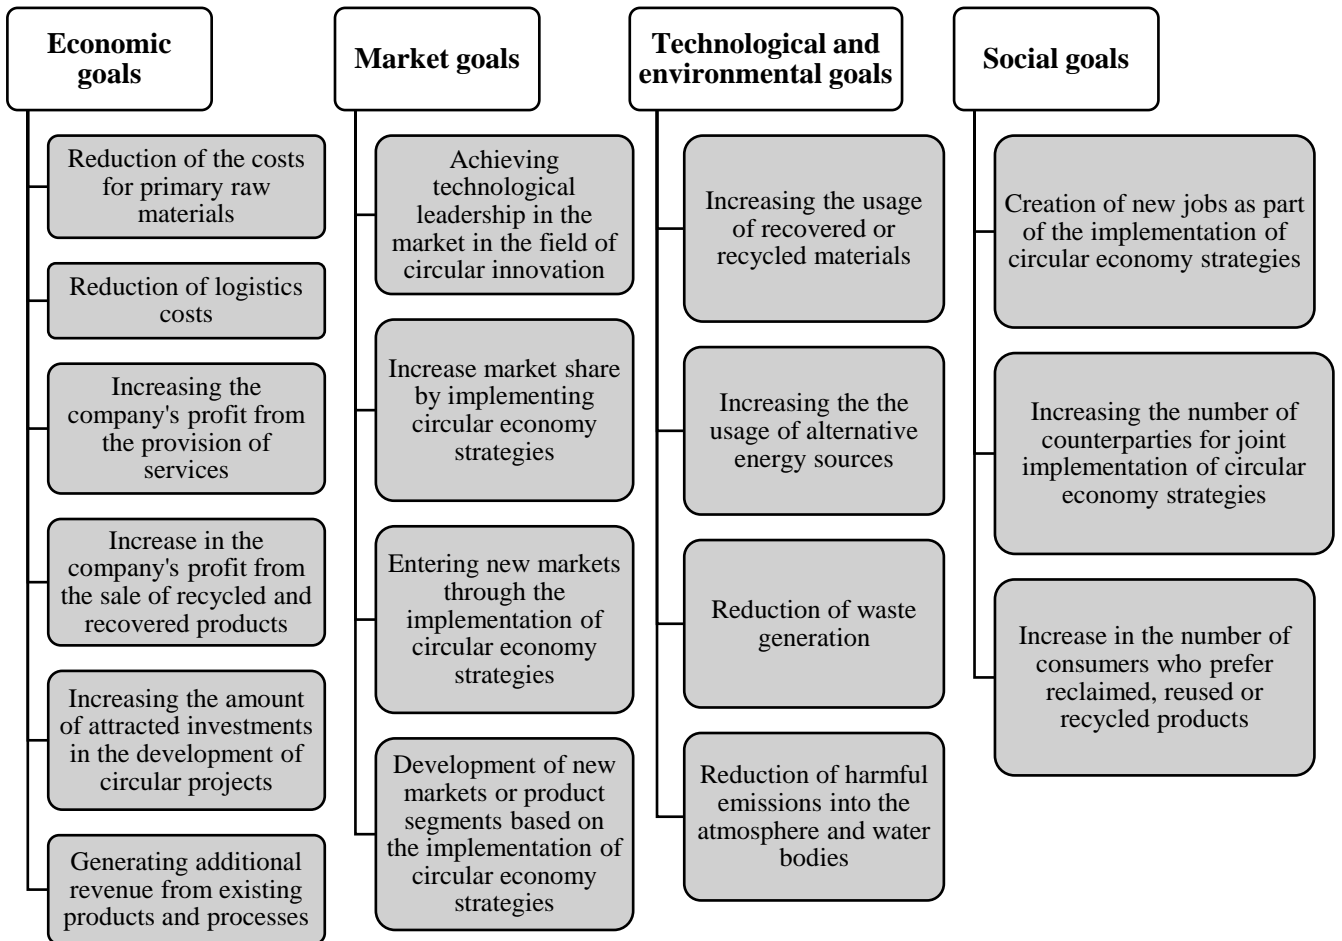 Economic
goals
Reduction of the costs
for primary raw
materials
Reduction of logistics
costs
Increasing the
company's profit from
the provision of
services
Increase in the
company's profit from
the sale of recycled and
recovered products
Increasing the amount
of attracted investments
in the development of
circular projects
Generating additional
revenue from existing
products and processes
Market goals
Achieving
technological
leadership in the
market in the field of
circular innovation
Increase market share
by implementing
circular economy
strategies
Entering new markets
through the
implementation of
circular economy
strategies
Development of new
markets or product
segments based on
the implementation of
circular economy
strategies
Technological and
environmental goals
Increasing the usage
of recovered or
recycled materials
Increasing the the
usage of alternative
energy sources
Reduction of waste
generation
Reduction of harmful
emissions into the
atmosphere and water
bodies
Social goals
Creation of new jobs as part
of the implementation of
circular economy strategies
Increasing the number of
counterparties for joint
implementation of circular
economy strategies
Increase in the number of
consumers who prefer
reclaimed, reused or
recycled products